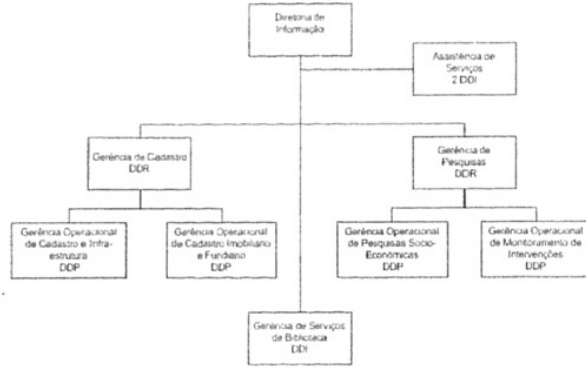 Diretoria de
Informação
Assistência de
Serviços
2 DDI
Gerência de Cadastro
DDR
Gerência de
Pesquisas
DDR
Gerência Operacional
de Cadastro e Infra-
estrutura
DDP
Gerência Operacional
de Cadastro Imobiliário
e Fundiário
DDP
Gerência Operacional
de Pesquisas Socio-
Econômicas
DDP
Gerência Operacional
de Monitoramento de
Intervenções
DDP
Gerência de Serviços
de Biblioteca
DDI